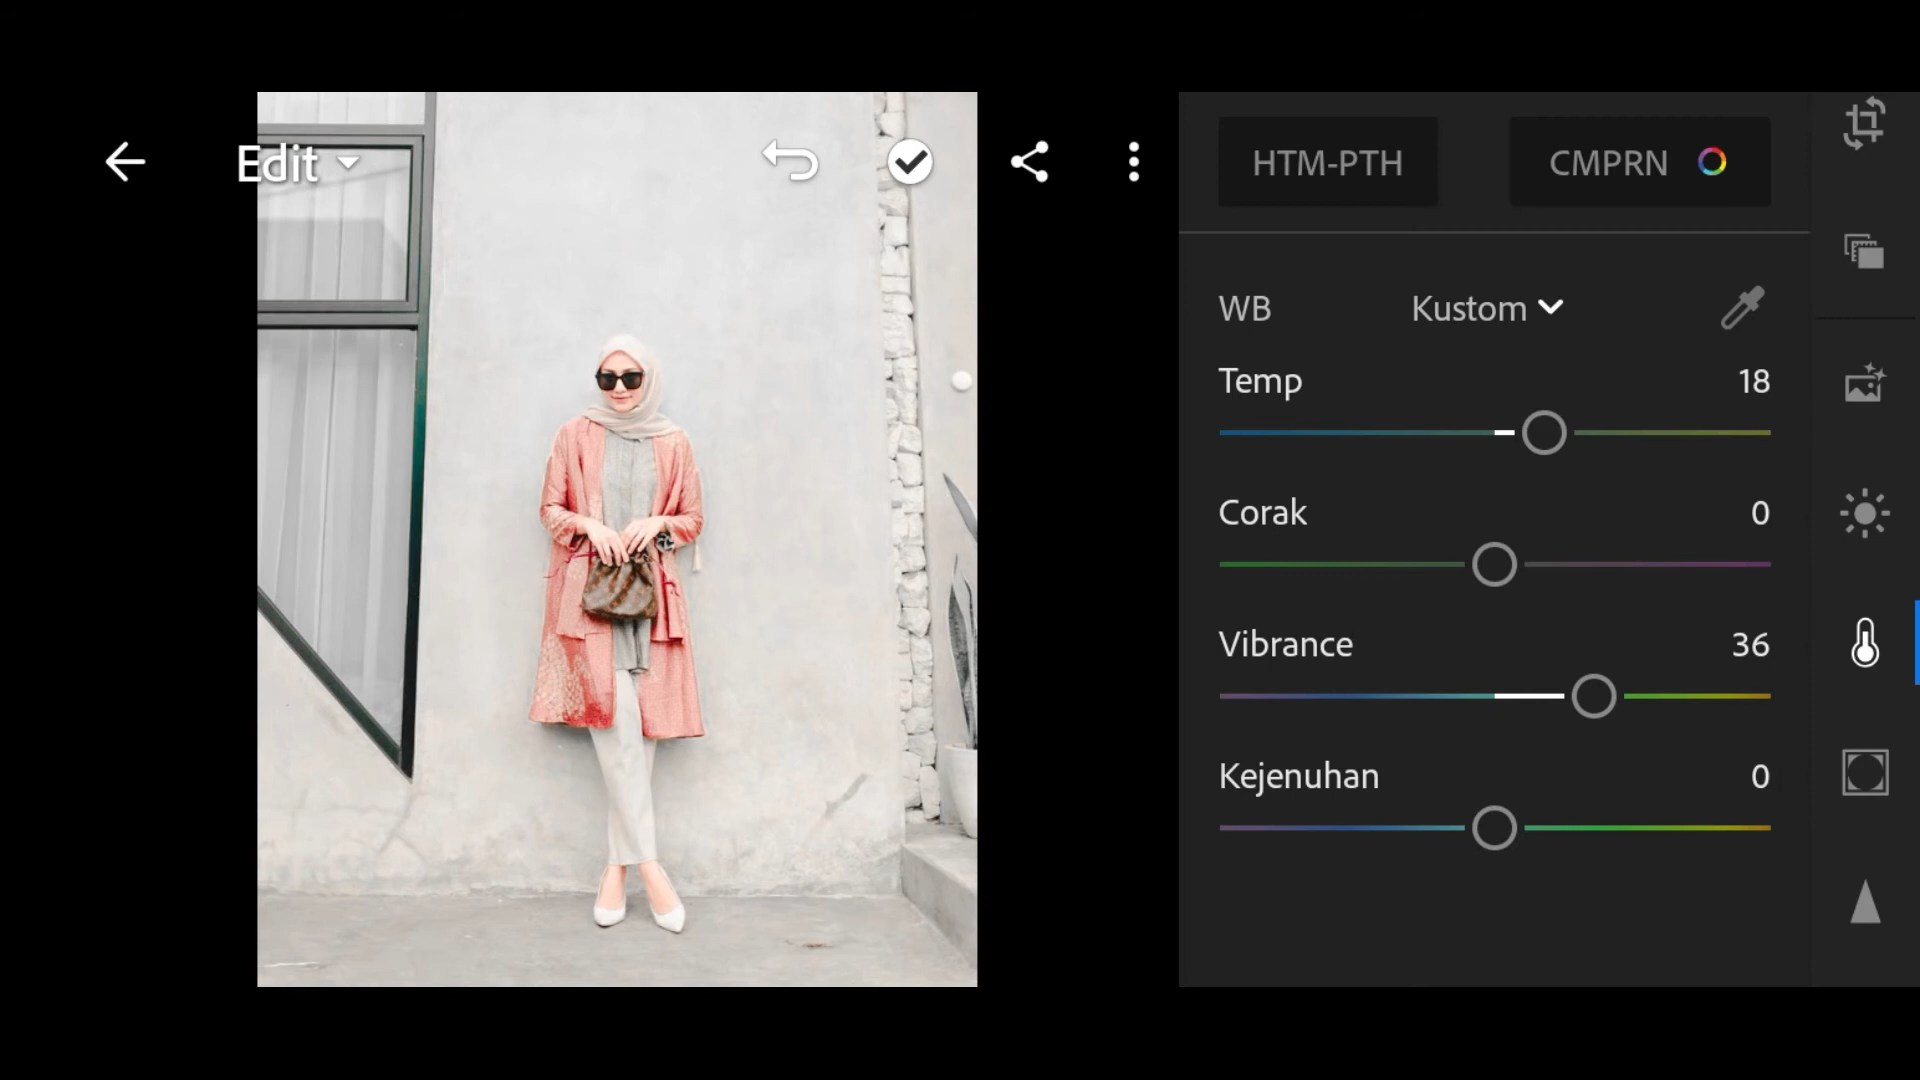 Edit
HTM-PTH CMPRN
WB Kustom
Temp 18
Corak 0
Vibrance 36
Kejenuhan 0